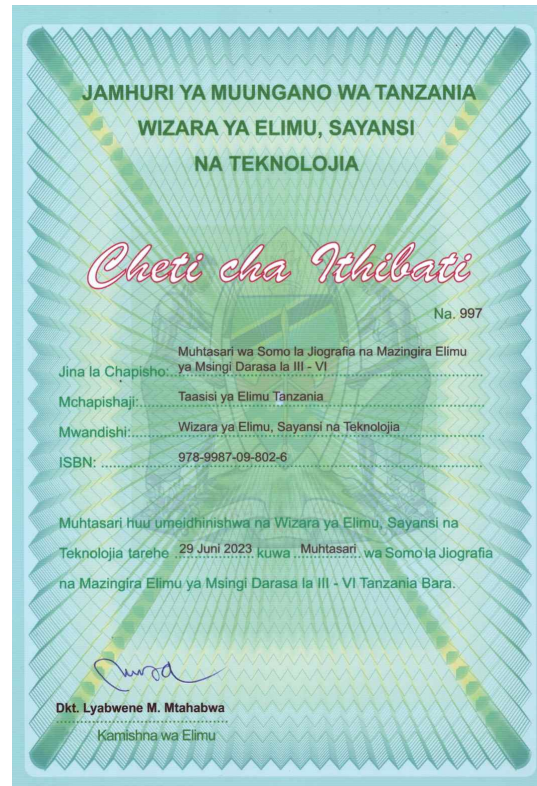 JAMHURI YA MUUNGANO WA TANZANIA
WIZARA YA ELIMU, SAYANSI
NA TEKNOLOJIA
Cheti cha Ithibati
Na. 997
Muhtasari wa Somo la Jiografia na Mazingira Elimu
Jina la Chapisho: ya Msingi Darasa la III - VI
Mchapishaji: Taasisi ya Elimu Tanzania
Mwandishi: Wizara ya Elimu, Sayansi na Teknolojia
ISBN: 978-9987-09-802-6
Muhtasari huu umeidhinishwa na Wizara ya Elimu, Sayansi na
Teknolojia tarehe 29 Juni 2023 kuwa Muhtasari wa Somo la Jiografia
na Mazingira Elimu ya Msingi Darasa la III - VI Tanzania Bara.
Dkt. Lyabwene M. Mtahabwa
Kamishna wa Elimu